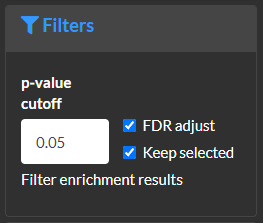 Filters
p-value
cutoff
0.05
FDR adjust
Keep selected
Filter enrichment results